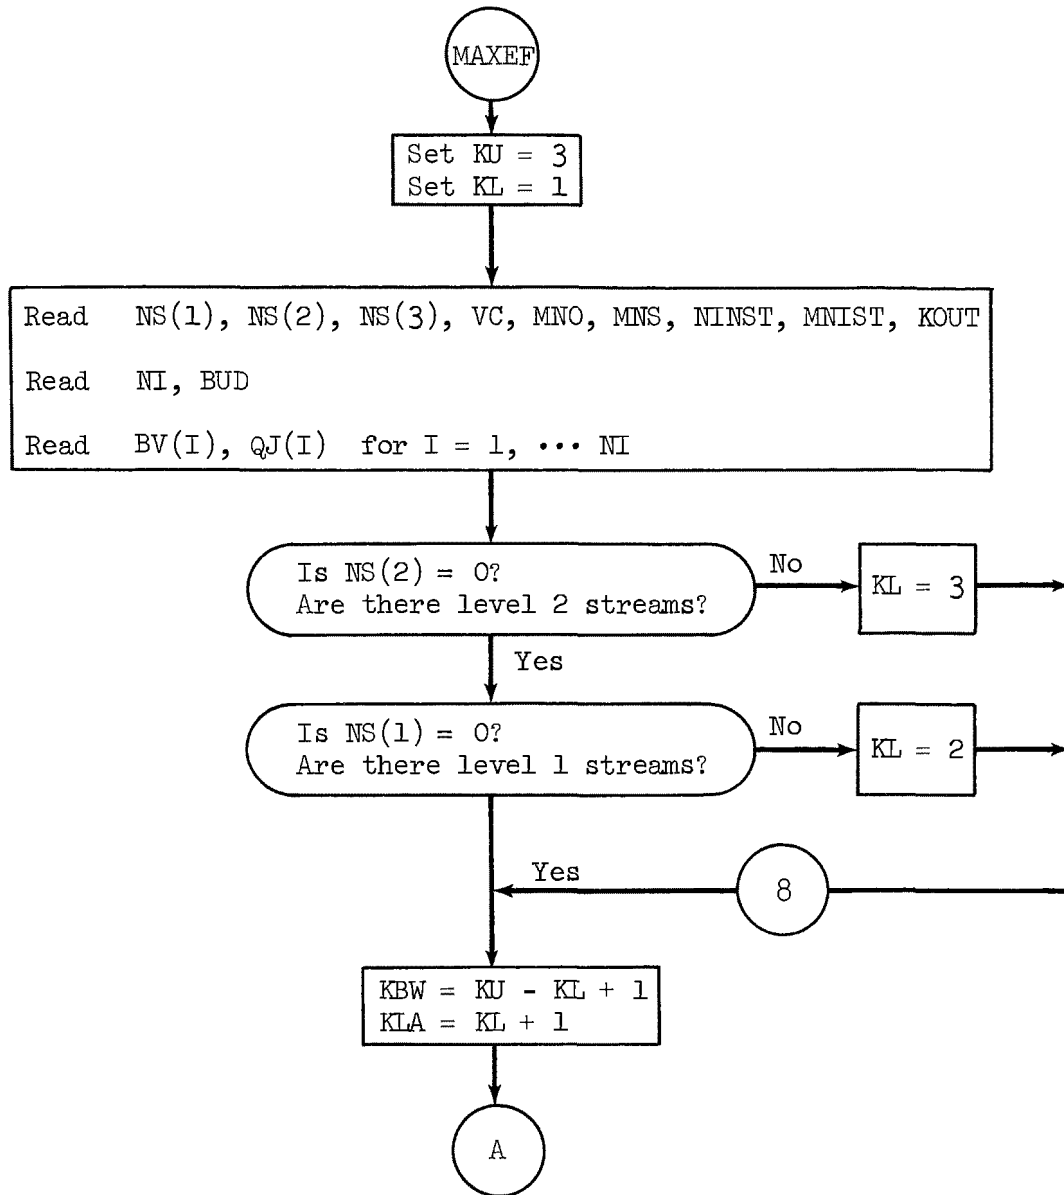 MAXEF
Set KU = 3
Set KL = 1
Read NS(1), NS(2), NS(3), VC, MNO, MNS, NINST, MNIST, KOUT
Read NI, BUD
Read BV(I), QJ(I) for I = 1, ••• NI
Is NS(2) = 0?
Are there level 2 streams?
No
KL = 3
Yes
Is NS(1) = 0?
Are there level 1 streams?
No
KL = 2
Yes
8
KBW = KU - KL + 1
KLA = KL + 1
A